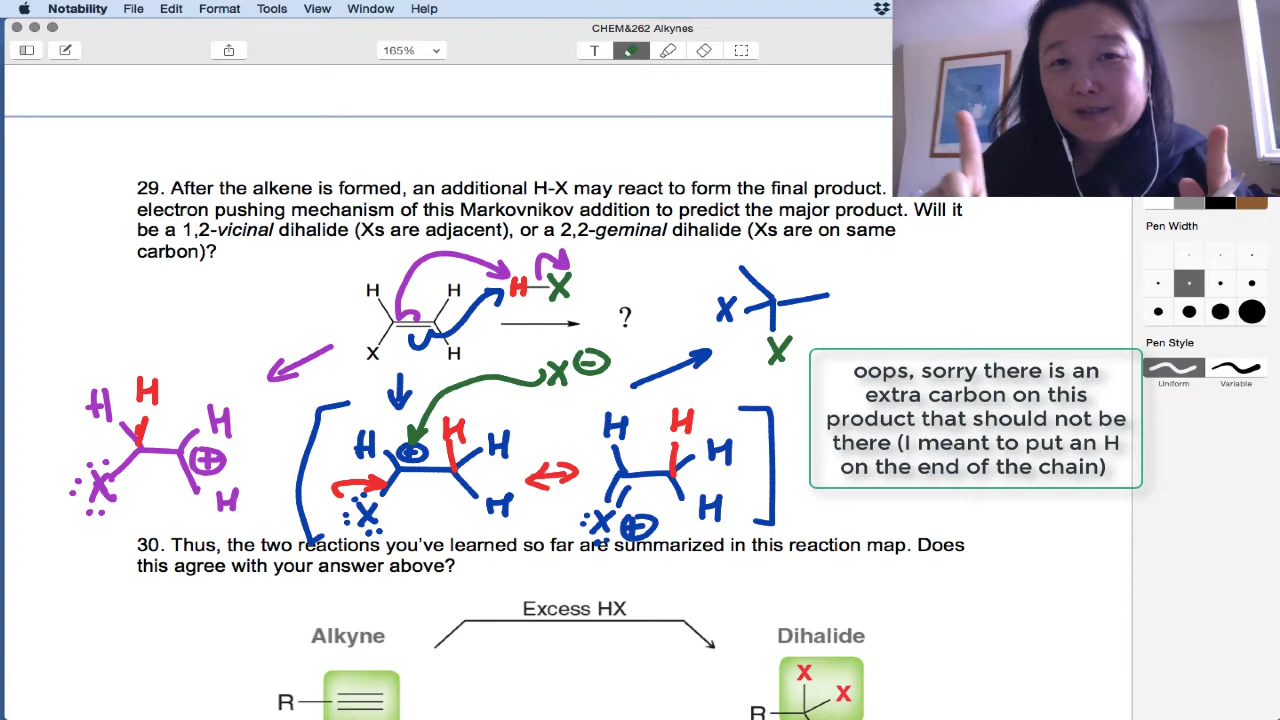 Notability File Edit Format Tools View Window Help
CHEM&262 Alkynes
165%
T
29. After the alkene is formed, an additional H-X may react to form the final product.
electron pushing mechanism of this Markovnikov addition to predict the major product. Will it
be a 1,2-vicinal dihalide (Xs are adjacent), or a 2,2-geminal dihalide (Xs are on same
carbon)?
Pen Width
Pen Style
Uniform Variable
H H H X
X H
?
X
X
X ⊖
oops, sorry there is an
extra carbon on this
product that should not be
there (I meant to put an H
on the end of the chain)
H H H ⊕ H X
H ⊕ H H H X
H H H H X ⊕
30. Thus, the two reactions you've learned so far are summarized in this reaction map. Does
this agree with your answer above?
Excess HX
Alkyne Dihalide
X
X
R
R